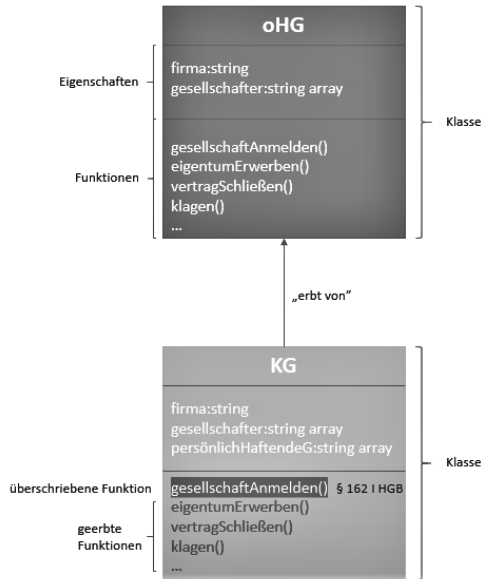 oHG
Eigenschaften
firma:string
gesellschafter:string array
Klasse
Funktionen
gesellschaftAnmelden()
eigentumErwerben()
vertragSchließen()
klagen()
...
„erbt von”
KG
firma:string
gesellschafter:string array
persönlichHaftendeG:string array
Klasse
überschriebene Funktion gesellschaftAnmelden() § 162 I HGB
geerbte
Funktionen
eigentumErwerben()
vertragSchließen()
klagen()
...